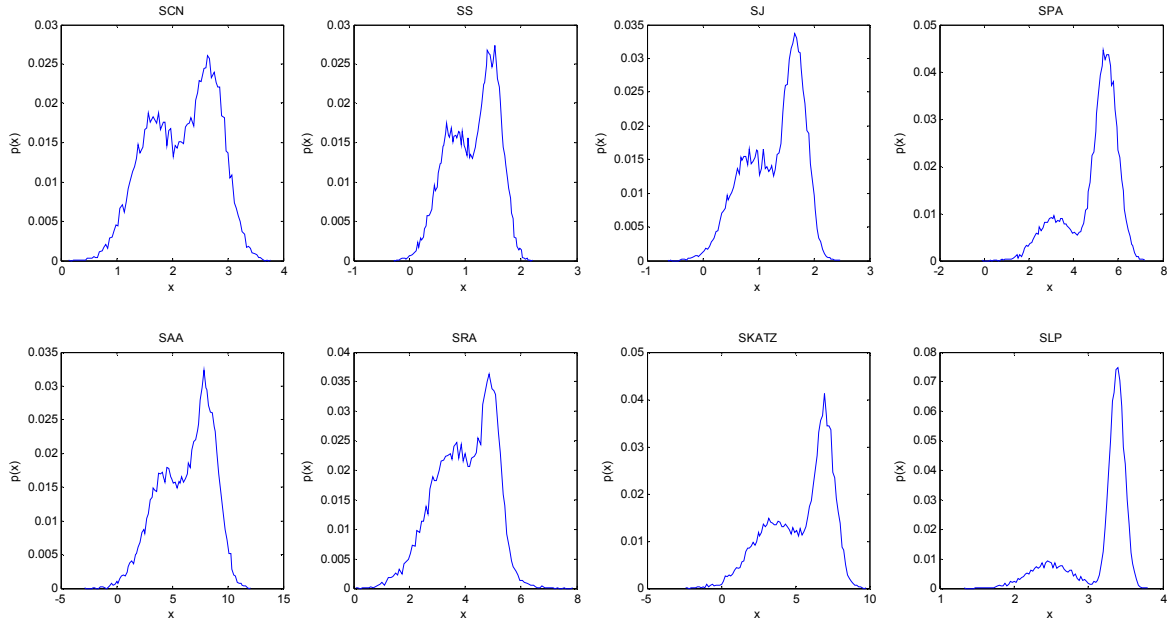 SCN SS SJ SPA
0.03 0.03 0.035 0.05
0.025 0.025 0.03 0.04
0.02 0.02 0.025 0.03
0.015 0.015 0.02 0.02
0.01 0.01 0.015 0.01
0.005 0.005 0.01 0
0 0 0.005
0
p(x) p(x) p(x) p(x)
0 1 2 3 4 -1 0 1 2 3 -1 0 1 2 3 -2 0 2 4 6 8
x x x x
SAA SRA SKATZ SLP
0.035 0.04 0.05 0.08
0.03 0.035 0.04 0.07
0.025 0.03 0.03 0.06
0.02 0.025 0.02 0.05
0.015 0.02 0.01 0.04
0.01 0.015 0 0.03
0.005 0.01 0.02
0 0.005 0.01
0 0
p(x) p(x) p(x) p(x)
-5 0 5 10 15 0 2 4 6 8 -5 0 5 10 1 2 3 4
x x x x